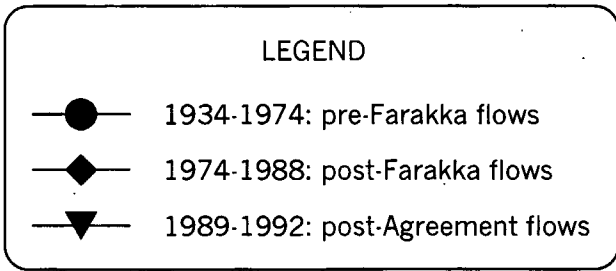 LEGEND
1934-1974: pre-Farakka flows
1974-1988: post-Farakka flows
1989-1992: post-Agreement flows